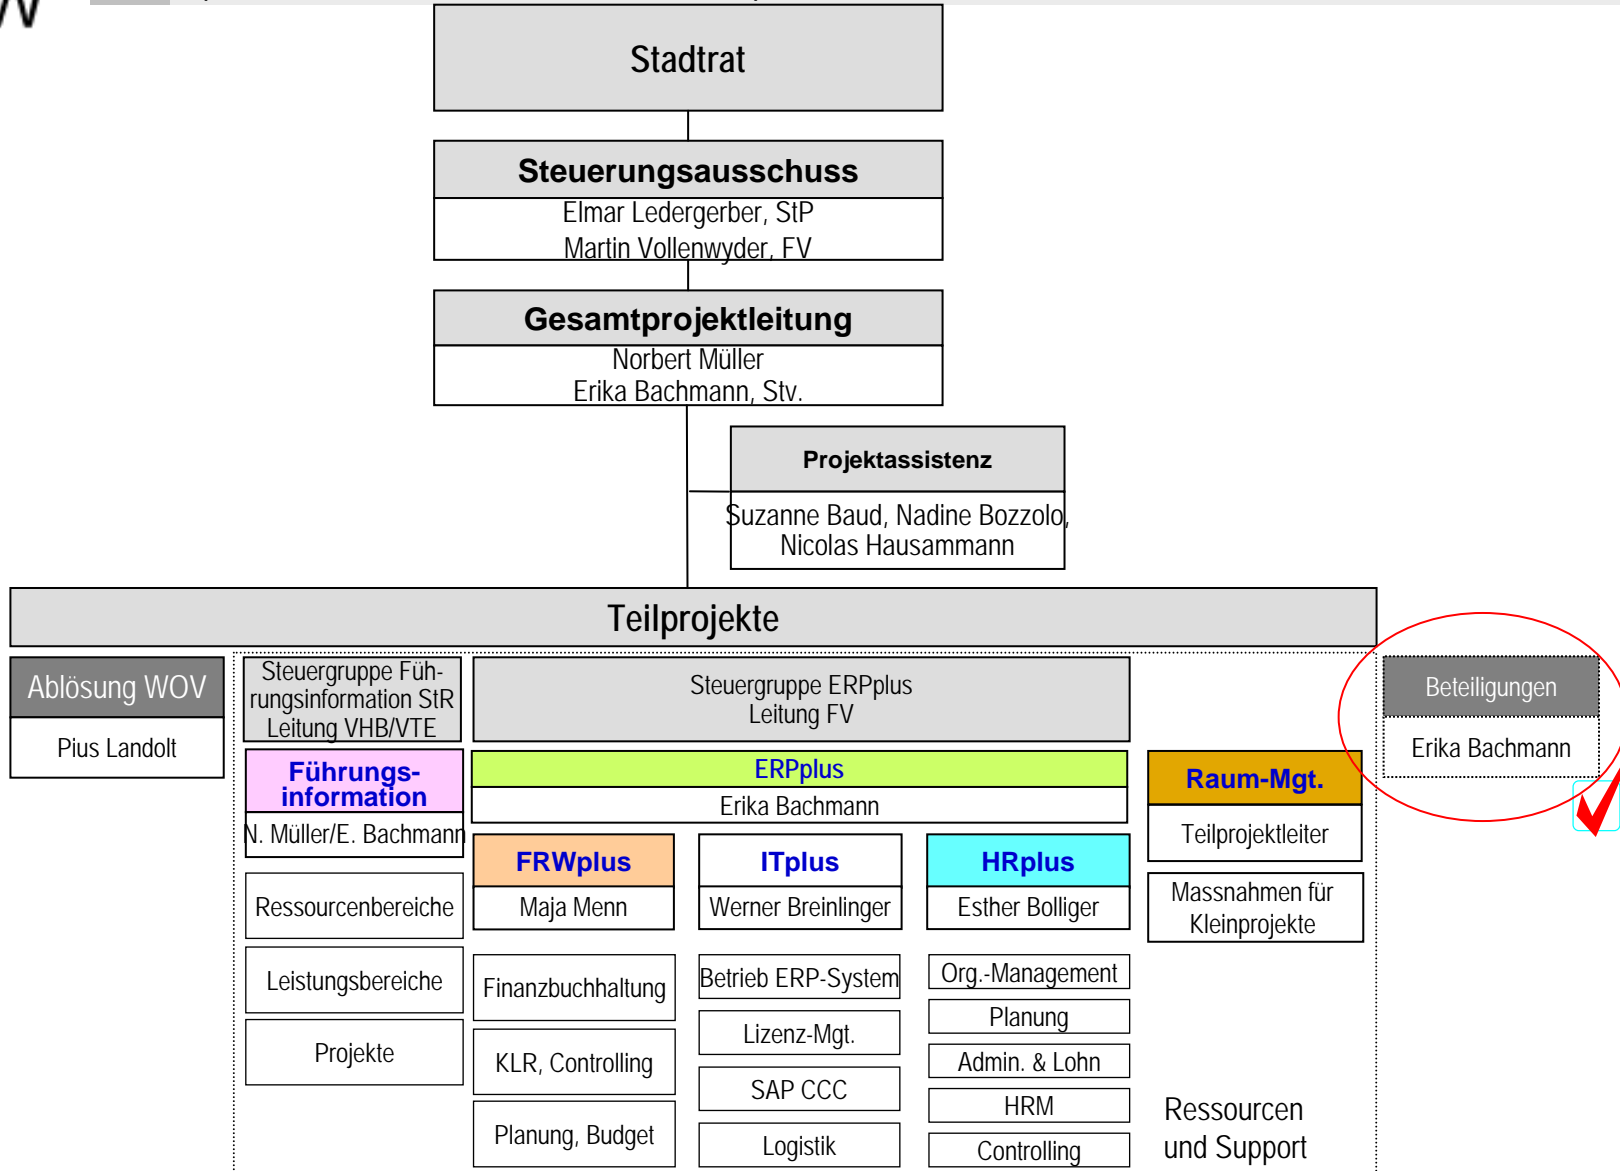 Stadtrat
Steuerungsausschuss
Elmar Ledergerber, StP
Martin Vollenwyder, FV
Gesamtprojektleitung
Norbert Müller
Erika Bachmann, Stv.
Projektassistenz
Suzanne Baud, Nadine Bozzolo,
Nicolas Hausammann
Teilprojekte
Ablösung WOV
Pius Landolt
Steuergruppe Füh-
rungsinformation StR
Leitung VHB/VTE
Führungs-
information
N. Müller/E. Bachmann
Ressourcenbereiche
Leistungsbereiche
Projekte
Steuergruppe ERPplus
Leitung FV
ERPplus
Erika Bachmann
FRWplus
Maja Menn
Finanzbuchhaltung
KLR, Controlling
Planung, Budget
ITplus
Werner Breinlinger
Betrieb ERP-System
Lizenz-Mgt.
SAP CCC
Logistik
HRplus
Esther Bolliger
Org.-Management
Planung
Admin. & Lohn
HRM
Controlling
Raum-Mgt.
Teilprojektleiter
Massnahmen für
Kleinprojekte
Ressourcen
und Support
Beteiligungen
Erika Bachmann